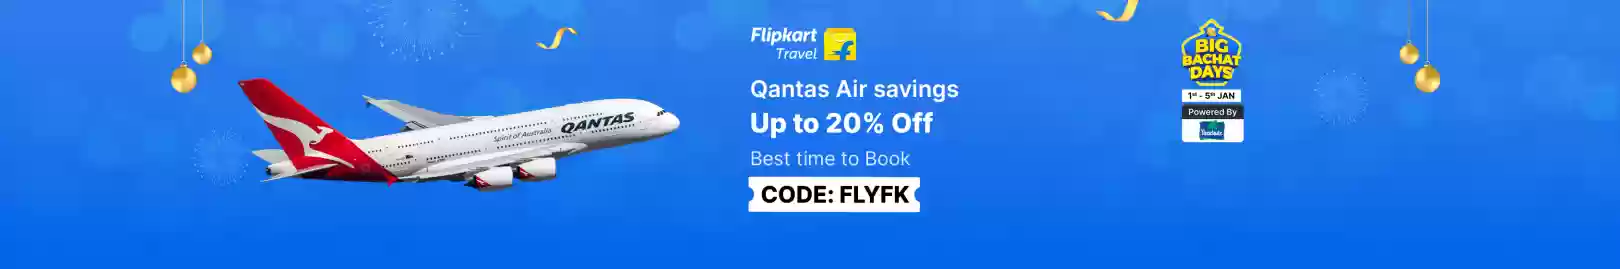 Flipkart
Travel
Qantas Air savings
Up to 20% Off
Best time to Book
CODE: FLYFK
Spirit of Australia
QANTAS
BIG
BACHAT
DAYS
1st - 5th JAN
Powered By